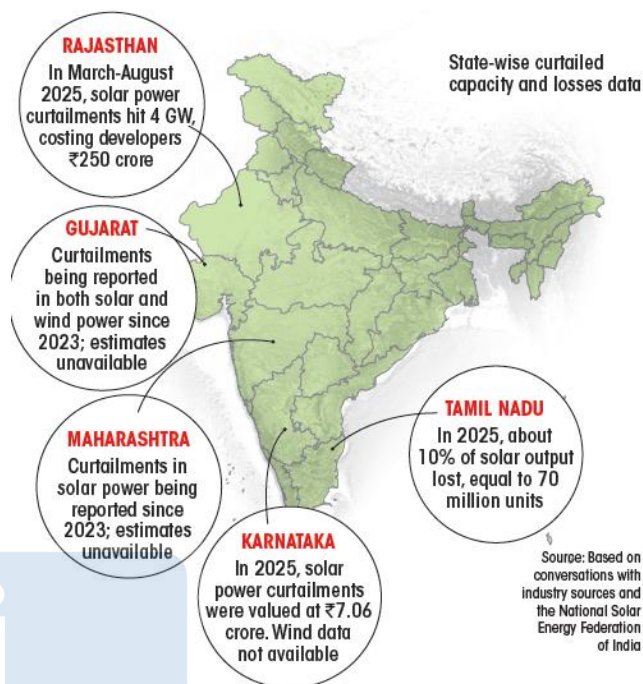 State-wise curtailed
capacity and losses data
RAJASTHAN
In March-August
2025, solar power
curtailments hit 4 GW,
costing developers
₹250 crore
GUJARAT
Curtailments
being reported
in both solar and
wind power since
2023; estimates
unavailable
MAHARASHTRA
Curtailments in
solar power being
reported since
2023; estimates
unavailable
KARNATAKA
In 2025, solar
power curtailments
were valued at ₹7.06
crore. Wind data
not available
TAMIL NADU
In 2025, about
10% of solar output
lost, equal to 70
million units
Source: Based on
conversations with
industry sources and
the National Solar
Energy Federation
of India